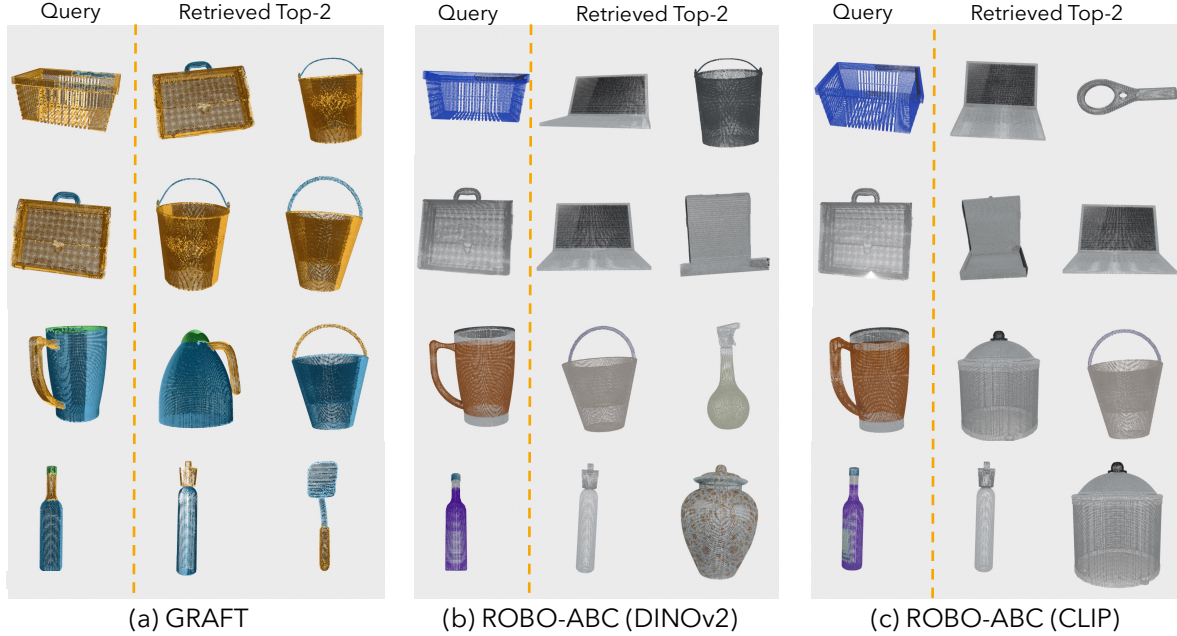 Query Retrieved Top-2 Query Retrieved Top-2 Query Retrieved Top-2
(a) GRAFT (b) ROBO-ABC (DINOv2) (c) ROBO-ABC (CLIP)